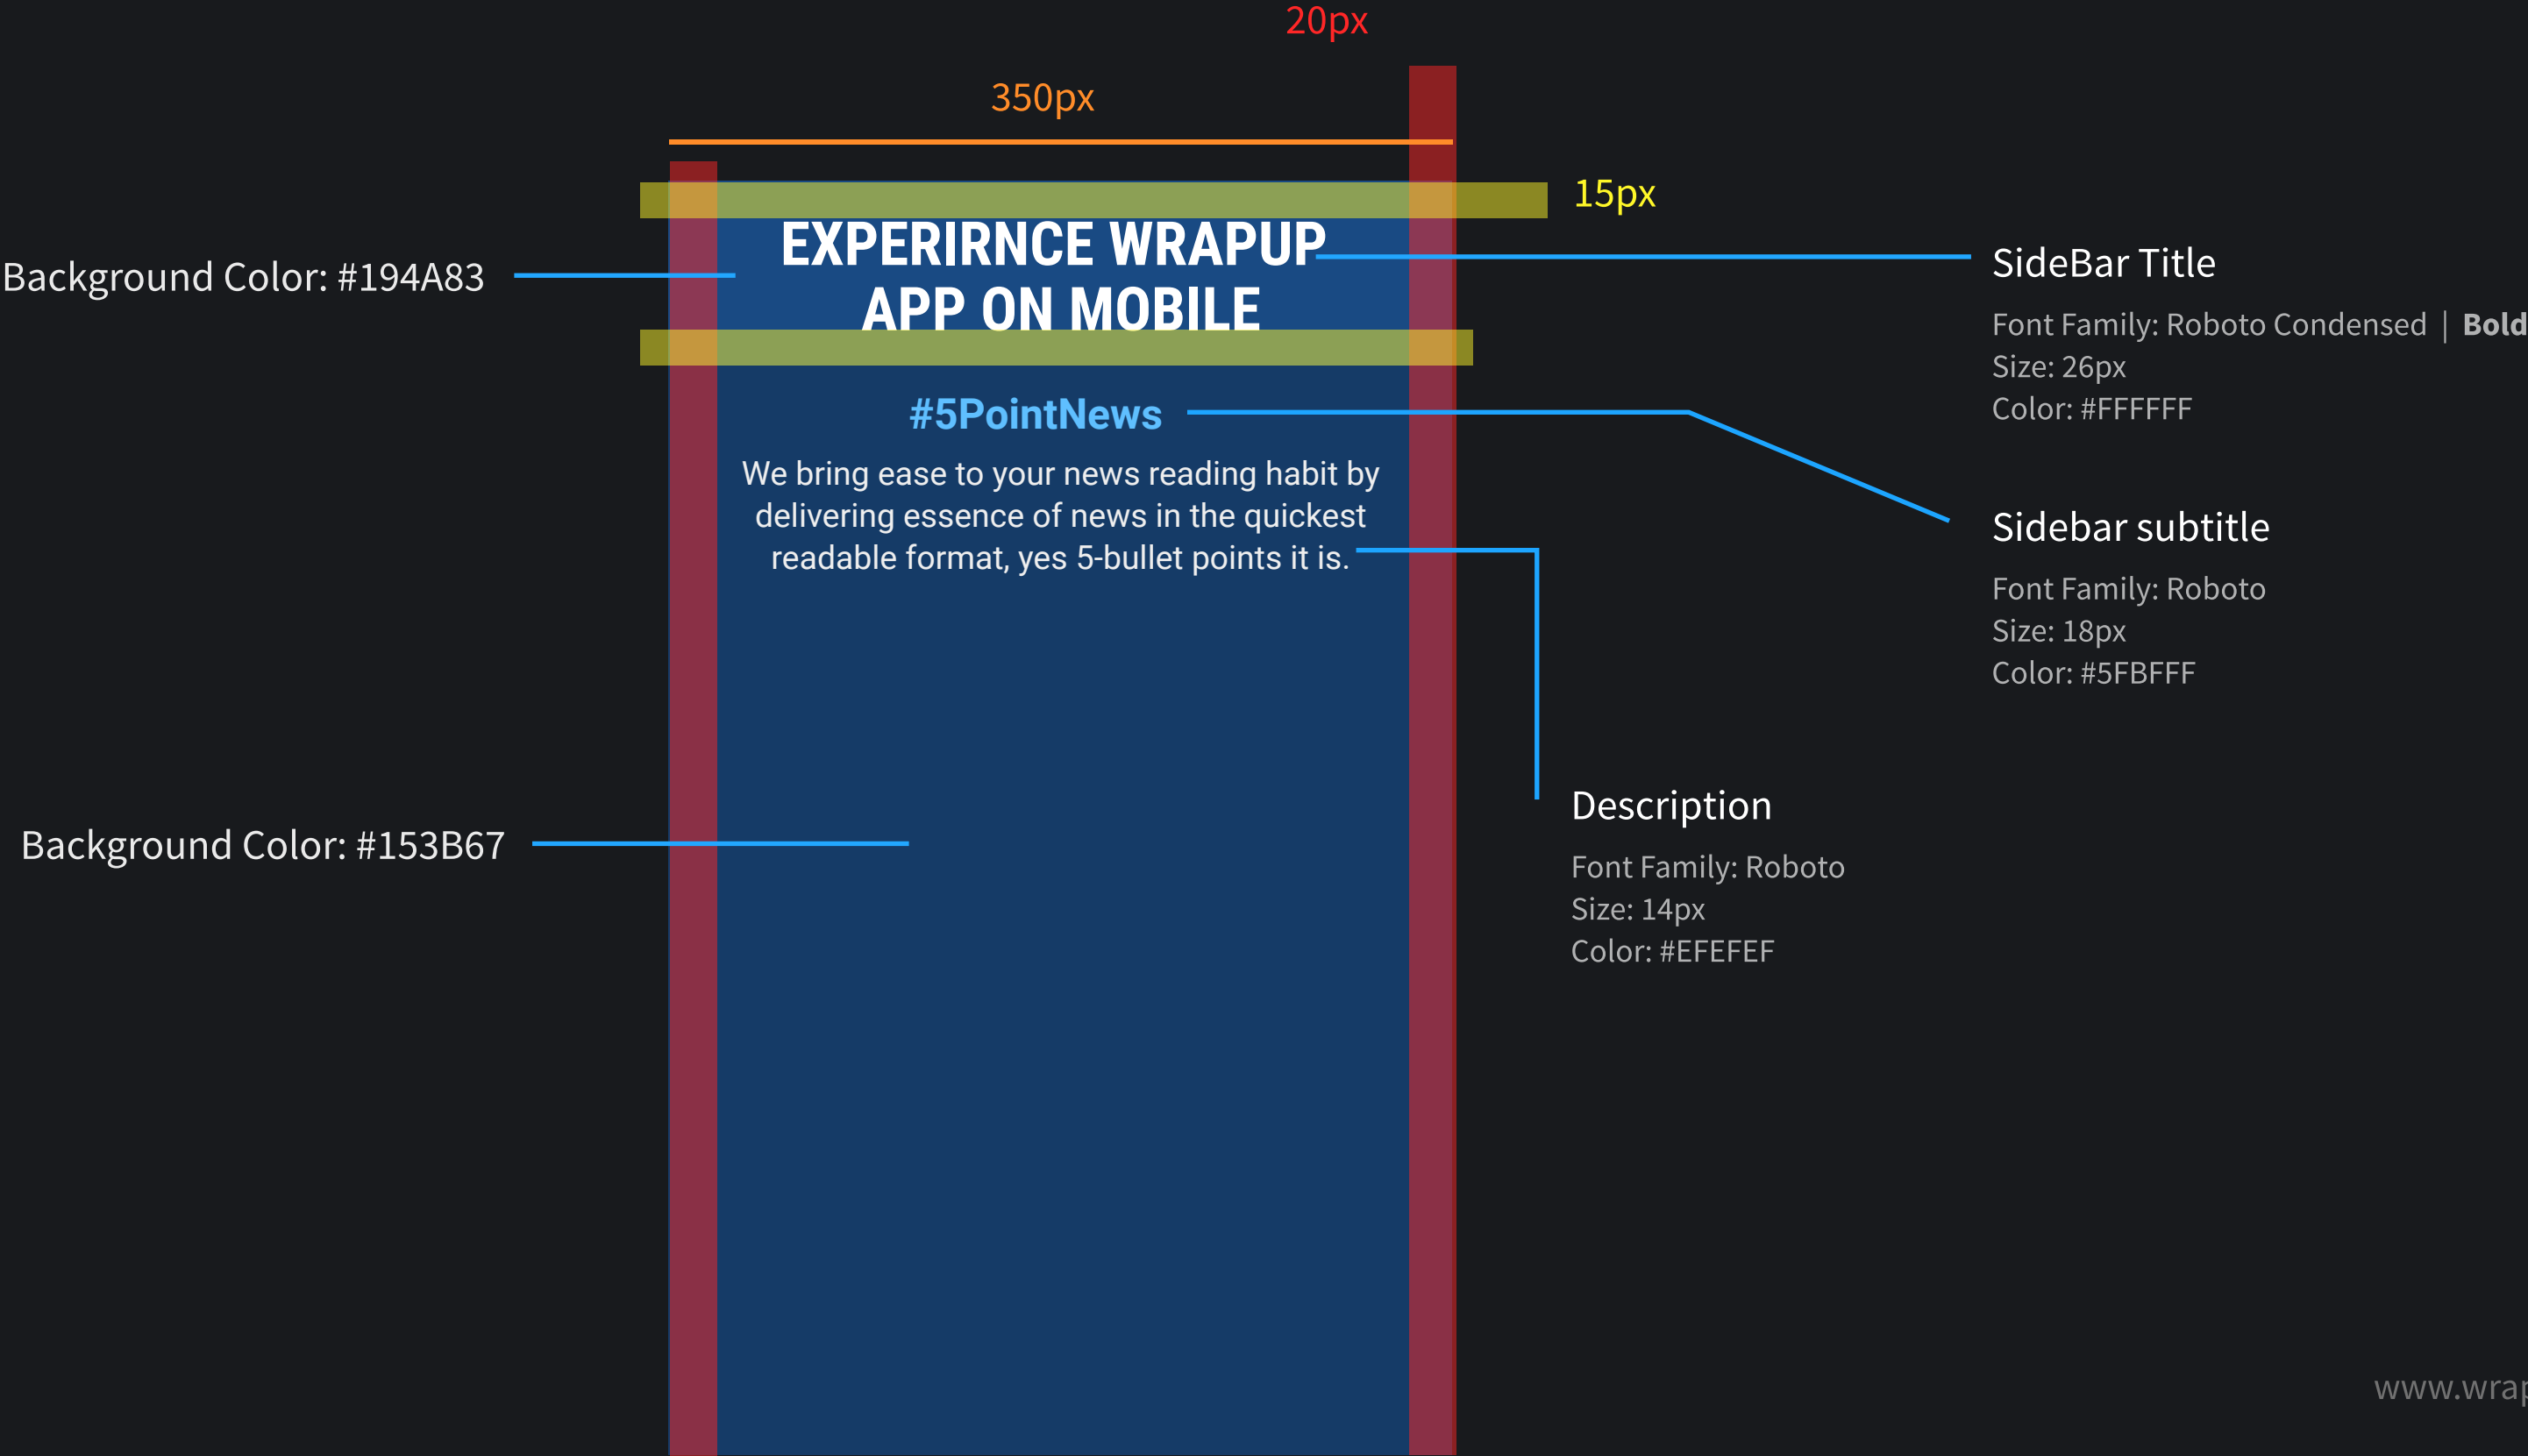 20px
350px
15px
EXPERIRNCE WRAPUP
APP ON MOBILE
Background Color: #194A83
SideBar Title
Font Family: Roboto Condensed | Bold
Size: 26px
Color: #FFFFFF
#5PointNews
We bring ease to your news reading habit by
delivering essence of news in the quickest
readable format, yes 5-bullet points it is.
Sidebar subtitle
Font Family: Roboto
Size: 18px
Color: #5FBFFF
Background Color: #153B67
Description
Font Family: Roboto
Size: 14px
Color: #EFEFEF